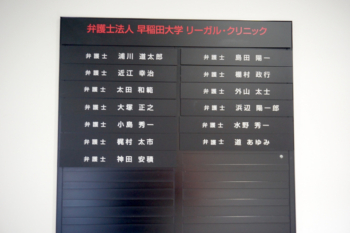 弁護士法人 早稲田大学 リーガル・クリニック
弁護士 浦川 道太郎
弁護士 近江 幸治
弁護士 太田 和範
弁護士 大塚 正之
弁護士 小島 秀一
弁護士 梶村 太市
弁護士 神田 安積
弁護士 島田 陽一
弁護士 棚村 政行
弁護士 外山 太士
弁護士 浜辺 陽一郎
弁護士 水野 秀一
弁護士 道 あゆみ